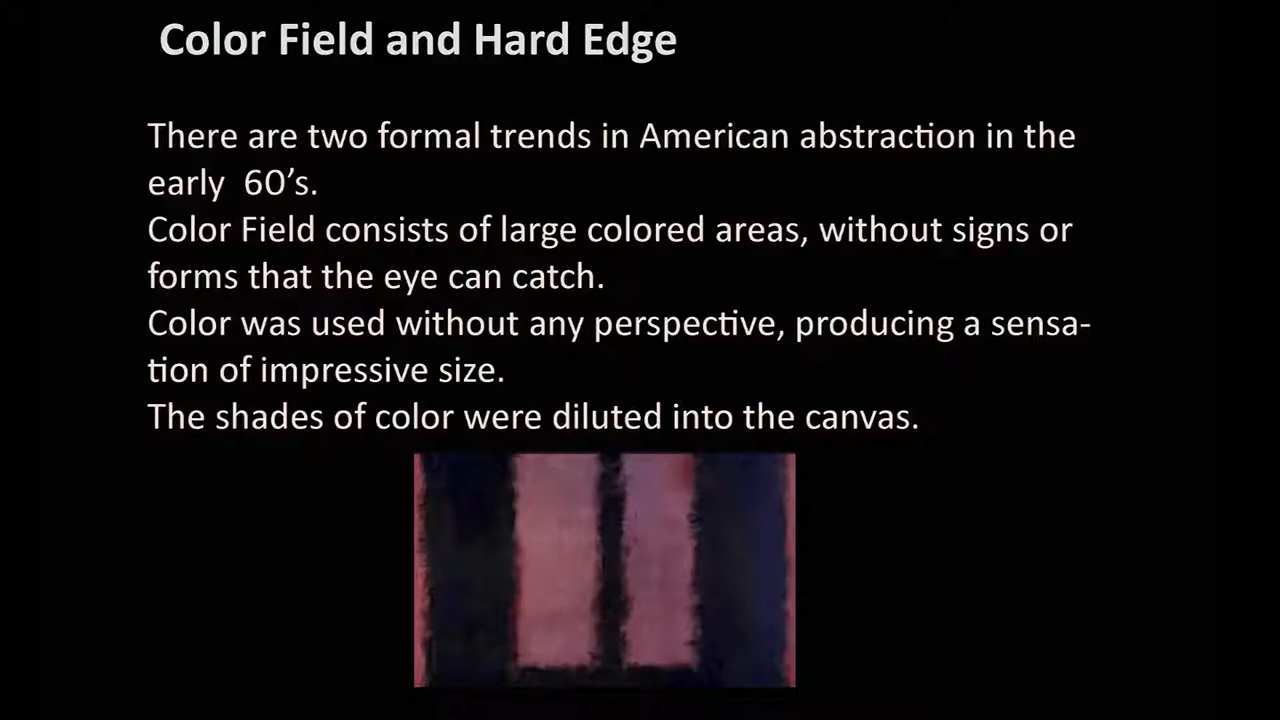 Color Field and Hard Edge
There are two formal trends in American abstraction in the
early  60’s.
Color Field consists of large colored areas, without signs or
forms that the eye can catch.
Color was used without any perspective, producing a sensa-
tion of impressive size.
The shades of color were diluted into the canvas.